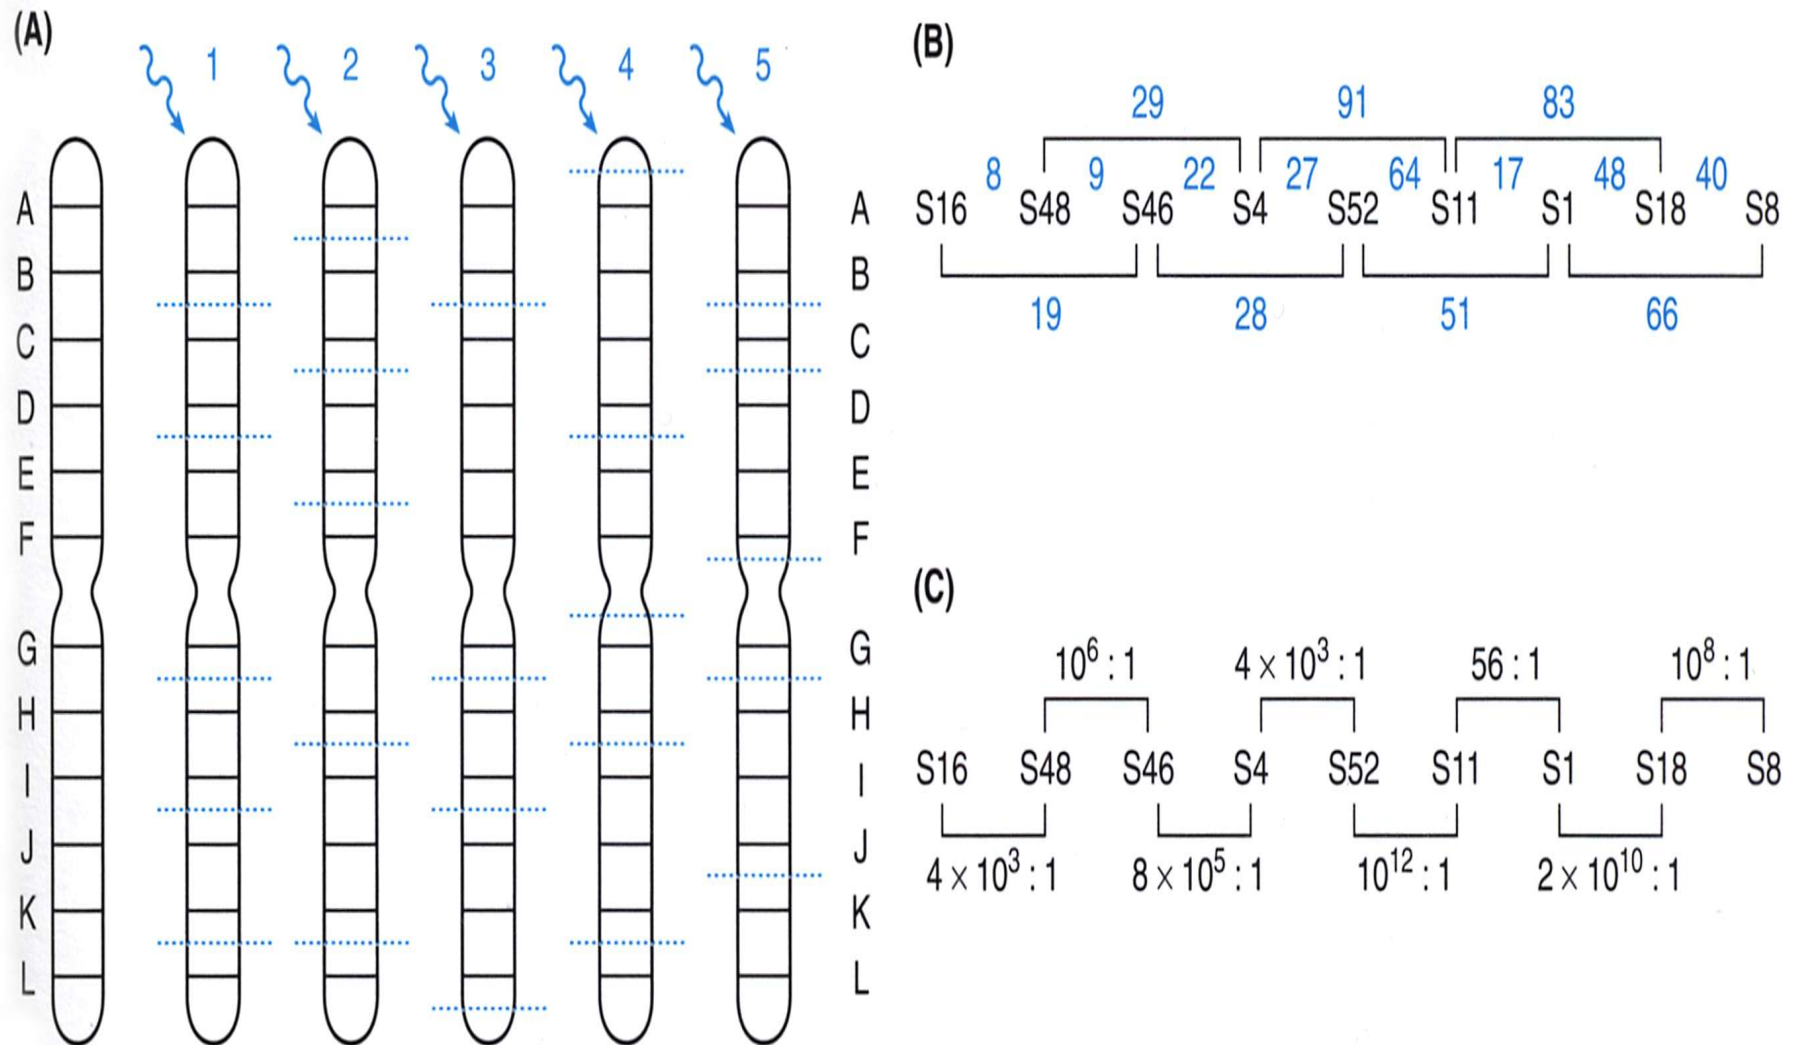 (A)
1 2 3 4 5
A A
B B
C C
D D
E E
F F
G G
H H
I I
J J
K K
L L
(B)
29 91 83
8 9 22 27 64 17 48 40
S16 S48 S46 S4 S52 S11 S1 S18 S8
19 28 51 66
(C)
10⁶ : 1 4 × 10³ : 1 56 : 1 10⁸ : 1
S16 S48 S46 S4 S52 S11 S1 S18 S8
4 × 10³ : 1 8 × 10⁵ : 1 10¹² : 1 2 × 10¹⁰ : 1